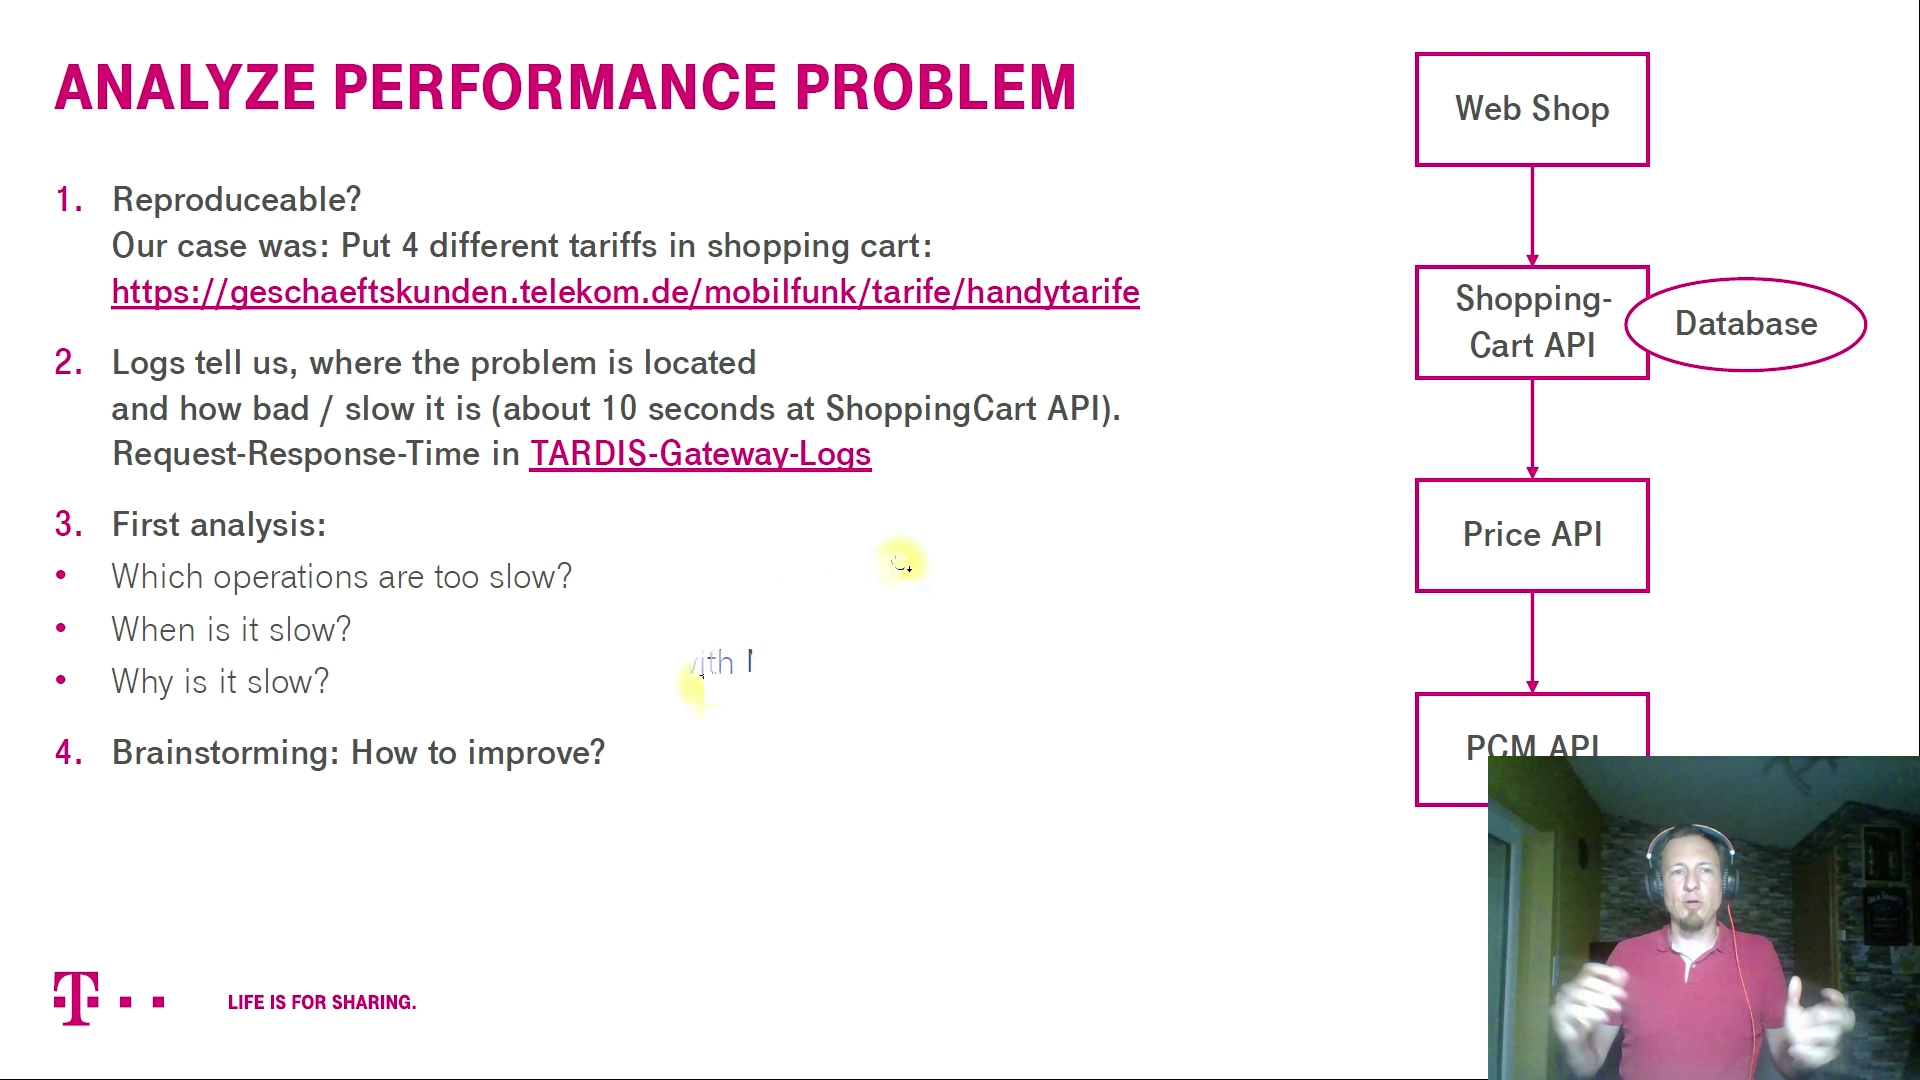 ANALYZE PERFORMANCE PROBLEM
1. Reproduceable?
Our case was: Put 4 different tariffs in shopping cart:
https://geschaeftskunden.telekom.de/mobilfunk/tarife/handytarife
2. Logs tell us, where the problem is located
and how bad / slow it is (about 10 seconds at ShoppingCart API).
Request-Response-Time in TARDIS-Gateway-Logs
3. First analysis:
• Which operations are too slow?
• When is it slow?
• Why is it slow?
4. Brainstorming: How to improve?
Web Shop
Shopping-
Cart API
Database
Price API
PCM API
T
LIFE IS FOR SHARING.